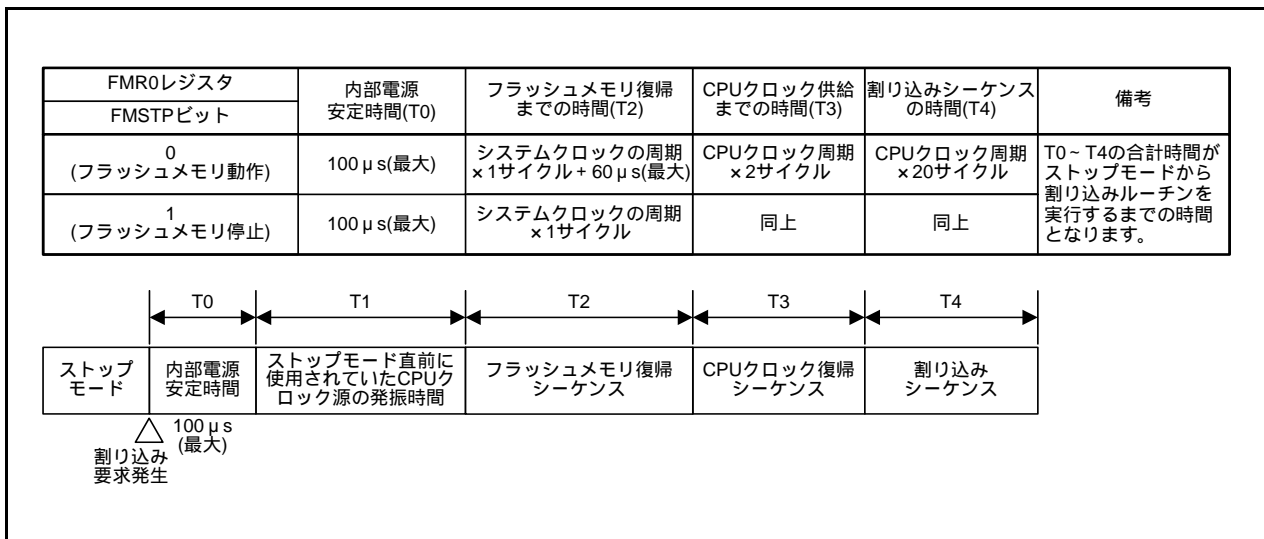 FMR0レジスタ
FMSTPビット
内部電源
安定時間(T0)
フラッシュメモリ復帰
までの時間(T2)
CPUクロック供給
までの時間(T3)
割り込みシーケンス
の時間(T4)
備考
0
(フラッシュメモリ動作)
100μs(最大)
システムクロックの周期
×1サイクル+60μs(最大)
CPUクロック周期
×2サイクル
CPUクロック周期
×20サイクル
T0~T4の合計時間が
ストップモードから
割り込みルーチンを
実行するまでの時間
となります。
1
(フラッシュメモリ停止)
100μs(最大)
システムクロックの周期
×1サイクル
同上
同上
T0
T1
T2
T3
T4
ストップ
モード
内部電源
安定時間
ストップモード直前に
使用されていたCPUク
ロック源の発振時間
フラッシュメモリ復帰
シーケンス
CPUクロック復帰
シーケンス
割り込み
シーケンス
100μs
(最大)
割り込み
要求発生